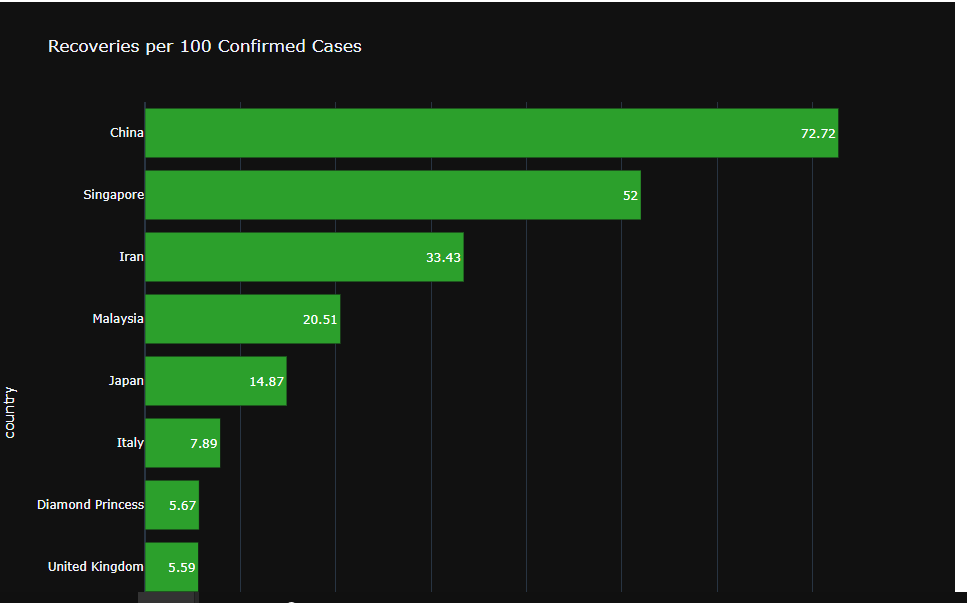 Recoveries per 100 Confirmed Cases
China 72.72
Singapore 52
Iran 33.43
Malaysia 20.51
Japan 14.87
country
Italy 7.89
Diamond Princess 5.67
United Kingdom 5.59